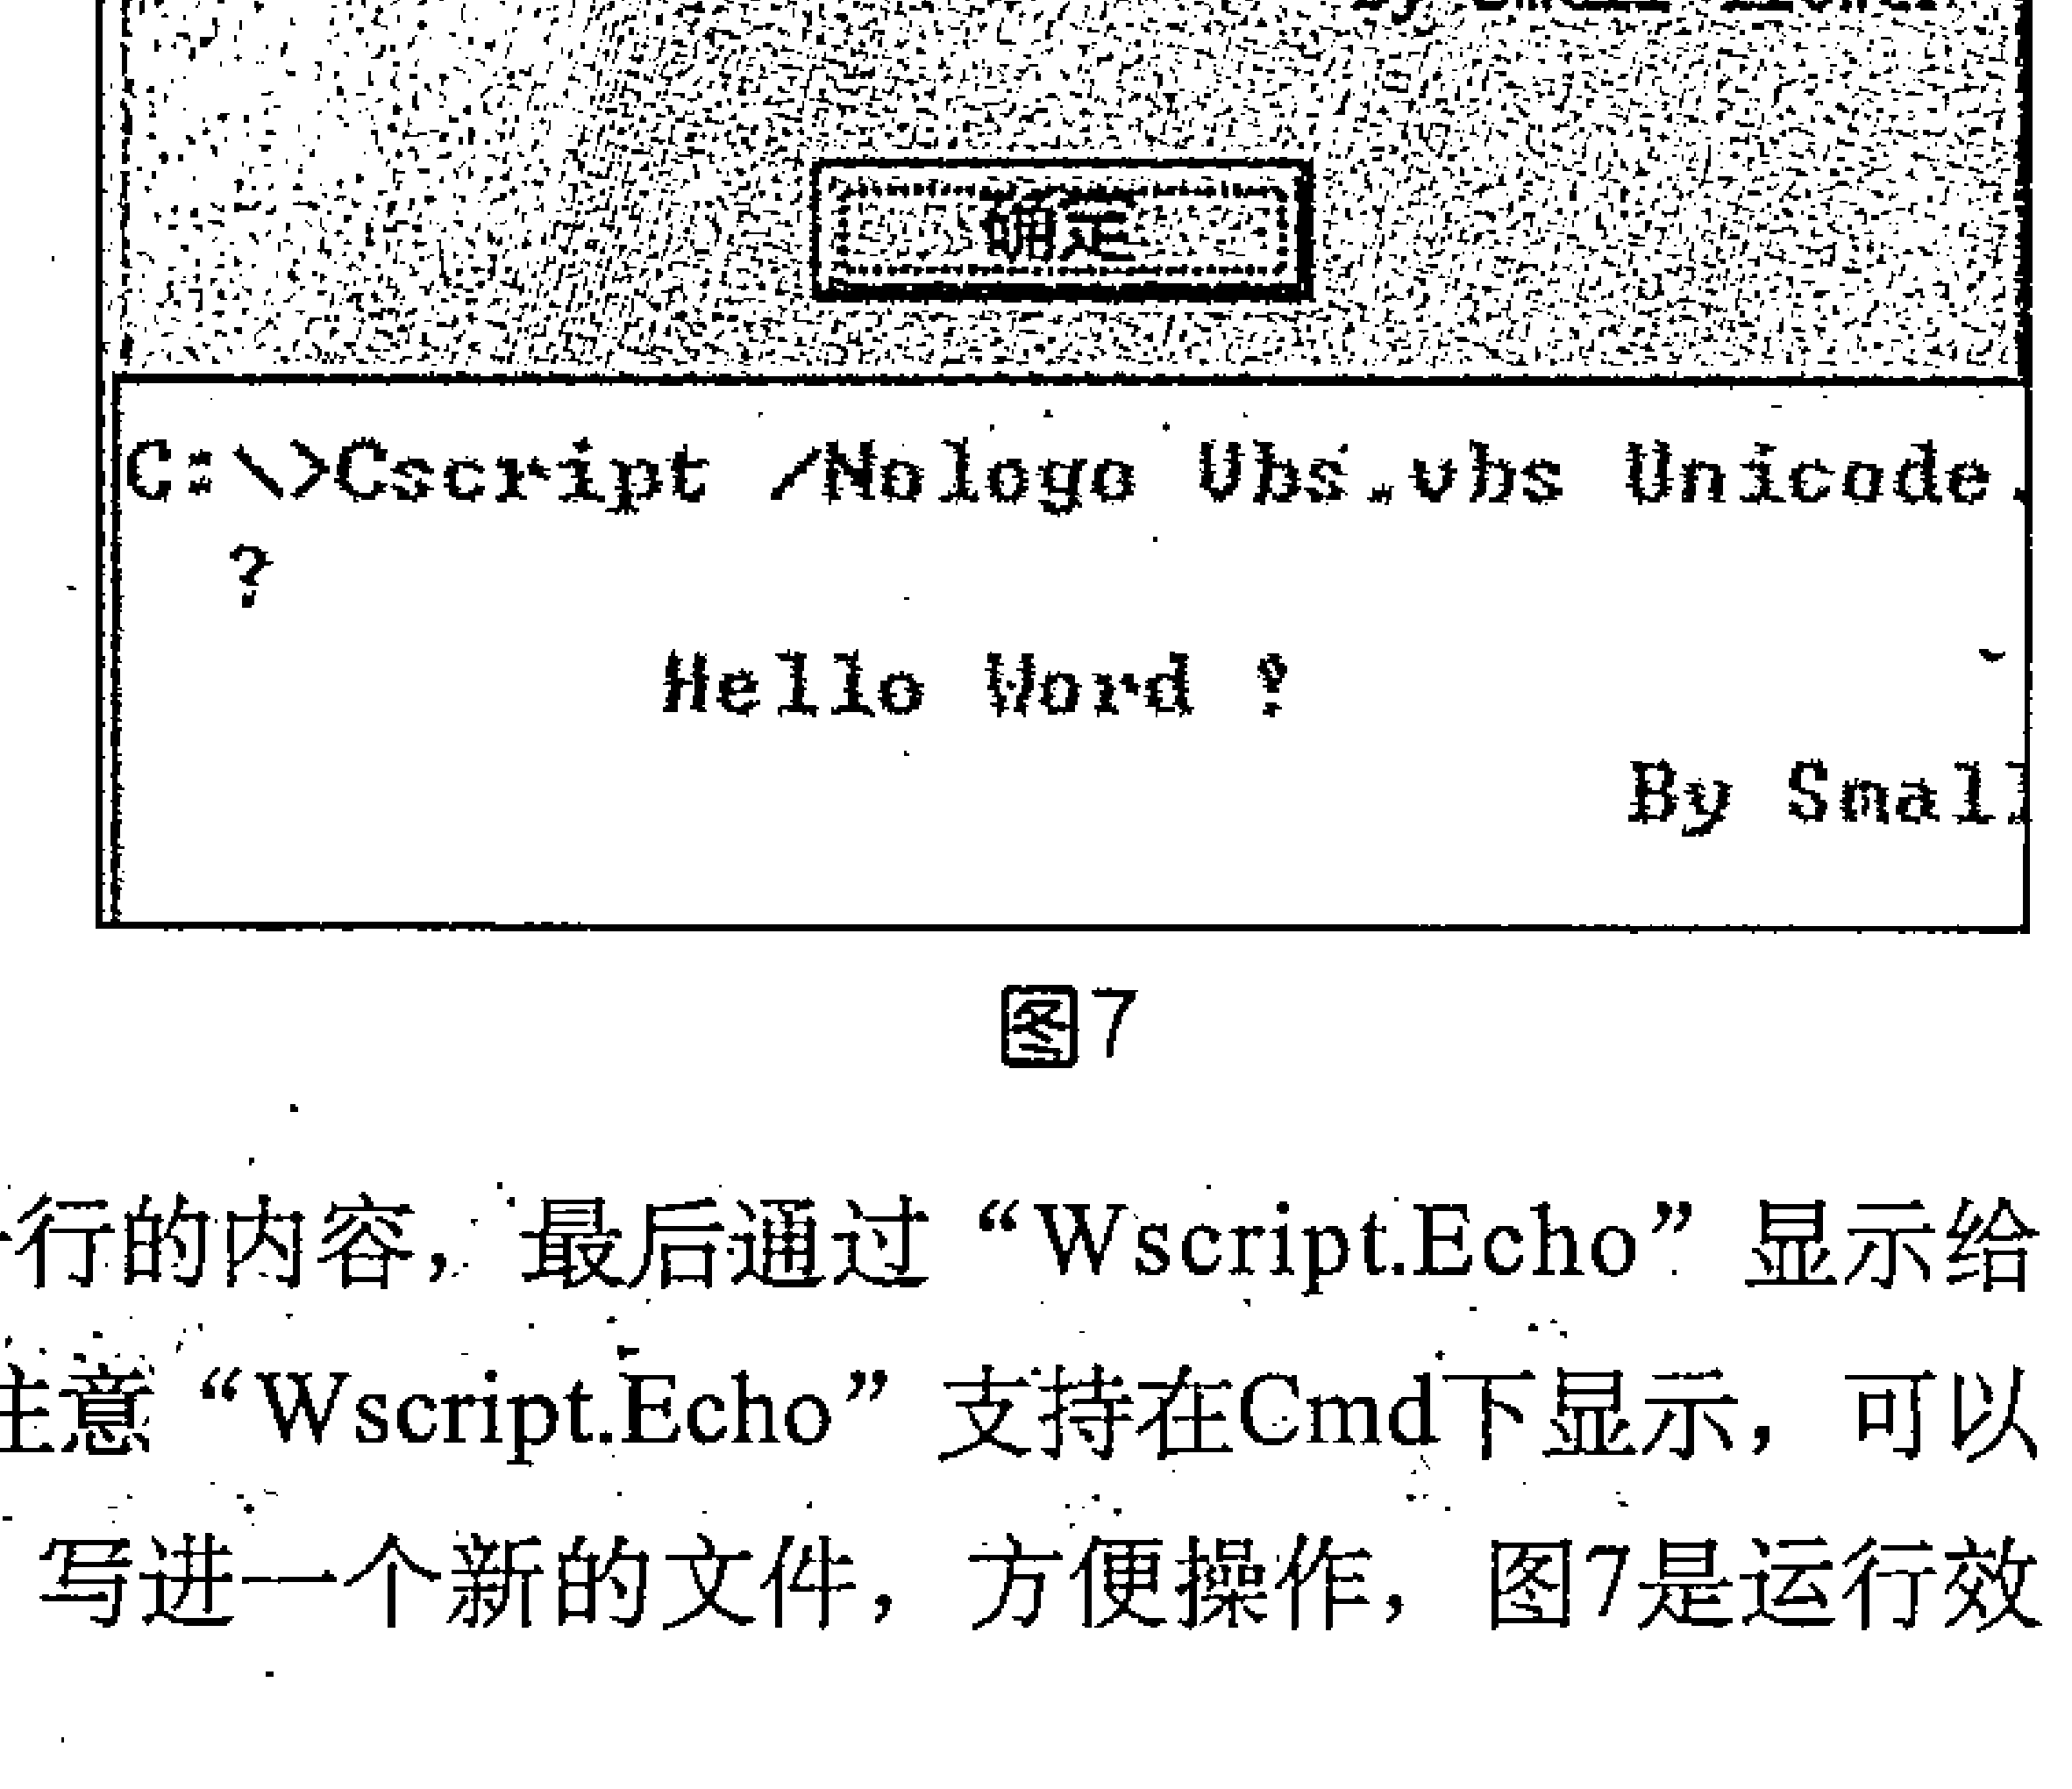 确定
C:\>Cscript /Nologo Vbs.vbs Unicode.
?
Hello Word !
By Small
图7
行的内容，最后通过“Wscript.Echo”显示给
注意“Wscript.Echo”支持在Cmd下显示，可以
写进一个新的文件，方便操作，图7是运行效